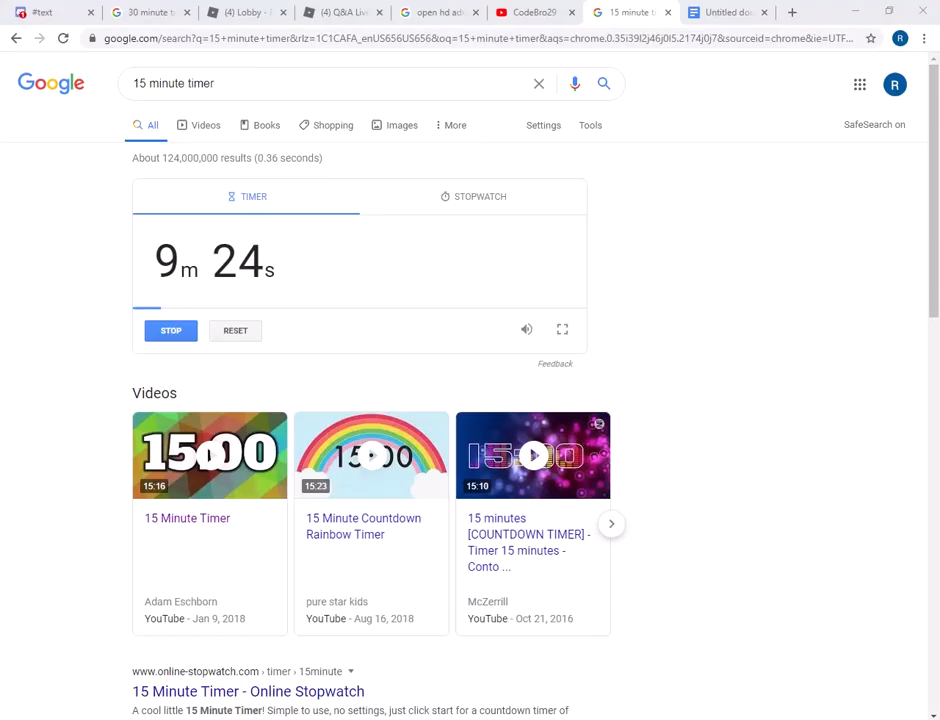 #text
30 minute t
(4) Lobby -
(4) Q&A Live
open hd ad
CodeBro29
15 minute ti
Untitled doc
google.com/search?q=15+minute+timer&rlz=1C1CAFA_enUS656US656&oq=15+minute+timer&aqs=chrome.0.35i39l2j46j0l5.2174j0j7&sourceid=chrome&ie=UTF...
R
Google
15 minute timer
R
All
Videos
Books
Shopping
Images
More
Settings
Tools
SafeSearch on
About 124,000,000 results (0.36 seconds)
TIMER
STOPWATCH
9m 24s
STOP
RESET
Feedback
Videos
15:00
15:16
15:00
15:23
15:00
15:10
15 Minute Timer
Adam Eschborn
YouTube - Jan 9, 2018
15 Minute Countdown
Rainbow Timer
pure star kids
YouTube - Aug 16, 2018
15 minutes
[COUNTDOWN TIMER] -
Timer 15 minutes -
Conto ...
McZerrill
YouTube - Oct 21, 2016
www.online-stopwatch.com › timer › 15minute
15 Minute Timer - Online Stopwatch
A cool little 15 Minute Timer! Simple to use, no settings, just click start for a countdown timer of